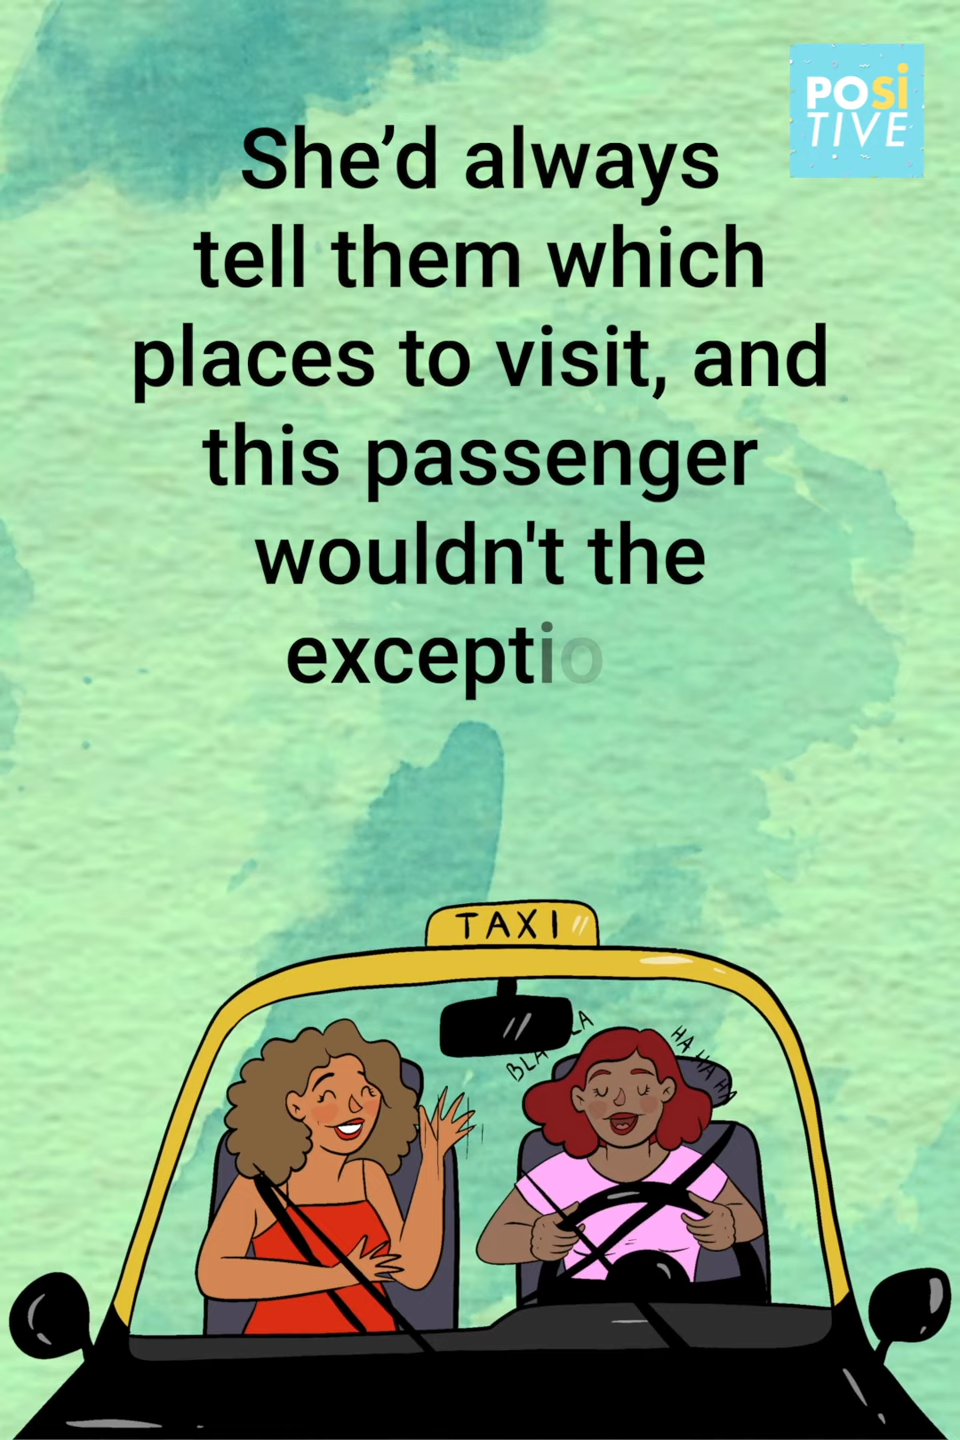 POSi
TIVE
She’d always
tell them which
places to visit, and
this passenger
wouldn't the
exceptio
TAXI
BLA
LA
HA HA HA